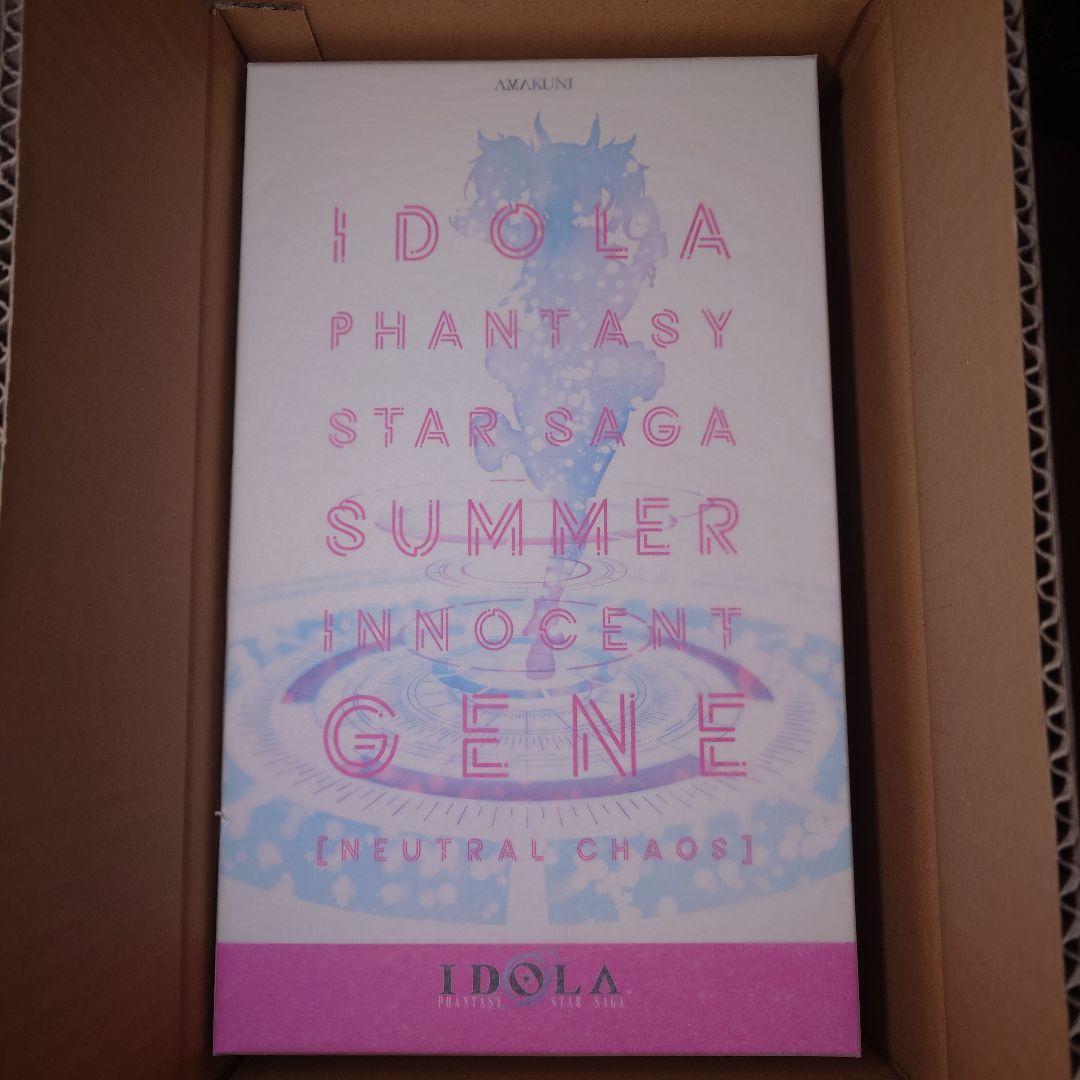 AMAKUNI
IDOLA
PHANTASY
STAR SAGA
SUMMER
INNOCENT
GENE
[NEUTRAL CHAOS]
IDOLA
PHANTASY STAR SAGA